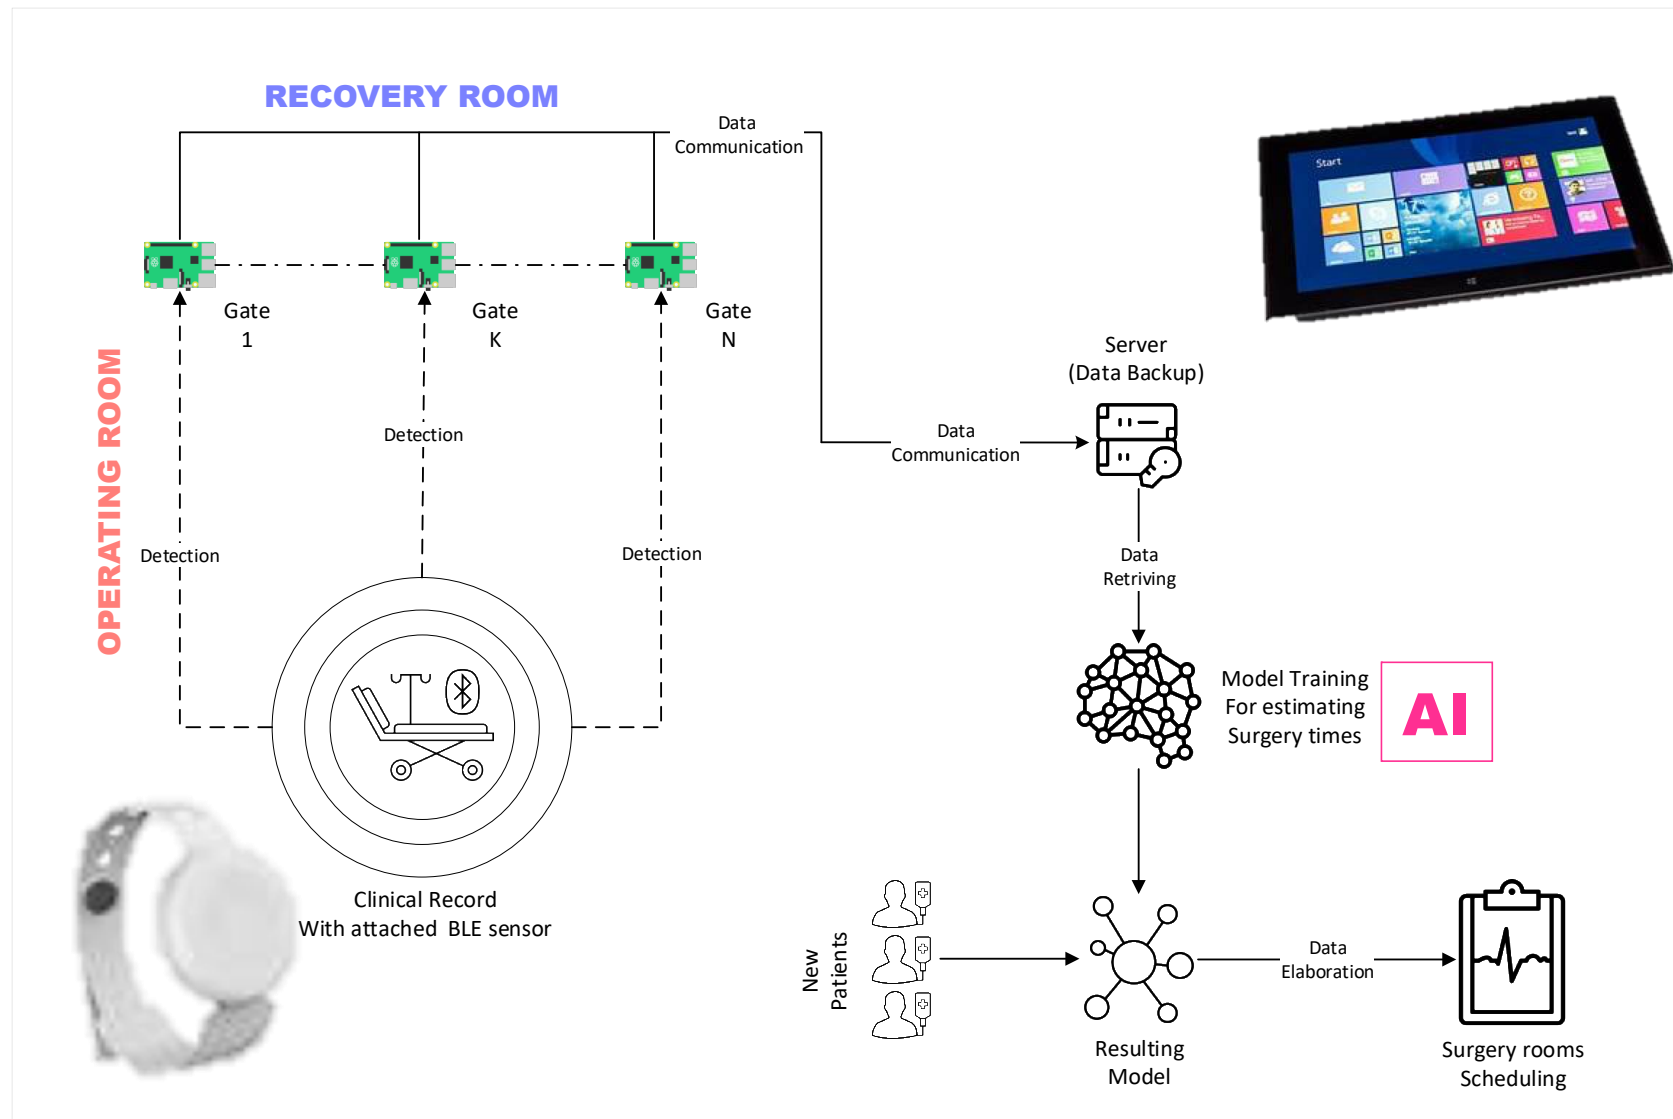 RECOVERY ROOM
Data
Communication
Start
Gate
1
Gate
K
Gate
N
OPERATING ROOM
Server
(Data Backup)
Detection
Data
Communication
Detection
Detection
Data
Retriving
Model Training
For estimating
Surgery times
AI
Clinical Record
With attached  BLE sensor
New
Patients
Data
Elaboration
Resulting
Model
Surgery rooms
Scheduling